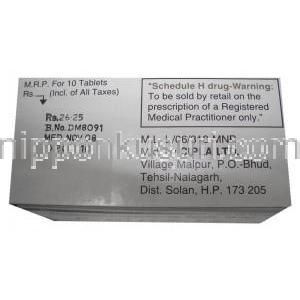 M.R.P. For 10 Tablets
Rs. (Incl. of All Taxes)
Rs.26.25
B.No.DM8091
NOV.08
"Schedule H drug-Warning:
To be sold by retail on the
prescription of a Registered
Medical Practitioner only."
Village Malpur, P.O.-Bhud,
Tehsil-Nalagarh,
Dist. Solan, H.P. 173 205